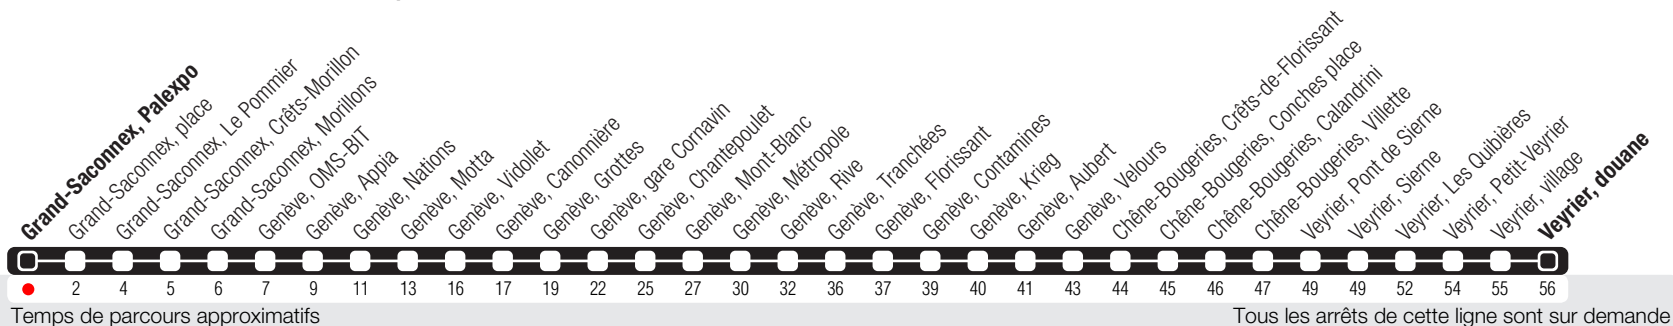 Grand-Saconnex, Palexpo
Grand-Saconnex, place
Grand-Saconnex, Le Pommier
Grand-Saconnex, Crêts-Morillon
Grand-Saconnex, Morillons
Genève, OMS-BIT
Genève, Appia
Genève, Nations
Genève, Motta
Genève, Vidollet
Genève, Canonnière
Genève, Grottes
Genève, gare Cornavin
Genève, Chantepoulet
Genève, Mont-Blanc
Genève, Métropole
Genève, Rive
Genève, Tranchées
Genève, Florissant
Genève, Contamines
Genève, Krieg
Genève, Aubert
Genève, Velours
Chêne-Bougeries, Crêts-de-Florissant
Chêne-Bougeries, Conches place
Chêne-Bougeries, Calandrini
Chêne-Bougeries, Villette
Veyrier, Pont de Sierne
Veyrier, Sierne
Veyrier, Les Quibières
Veyrier, Petit-Veyrier
Veyrier, village
Veyrier, douane
2 4 5 6 7 9 11 13 16 17 19 22 25 27 30 32 36 37 39 40 41 43 44 45 46 47 49 49 52 54 55 56
Temps de parcours approximatifs
Tous les arrêts de cette ligne sont sur demande